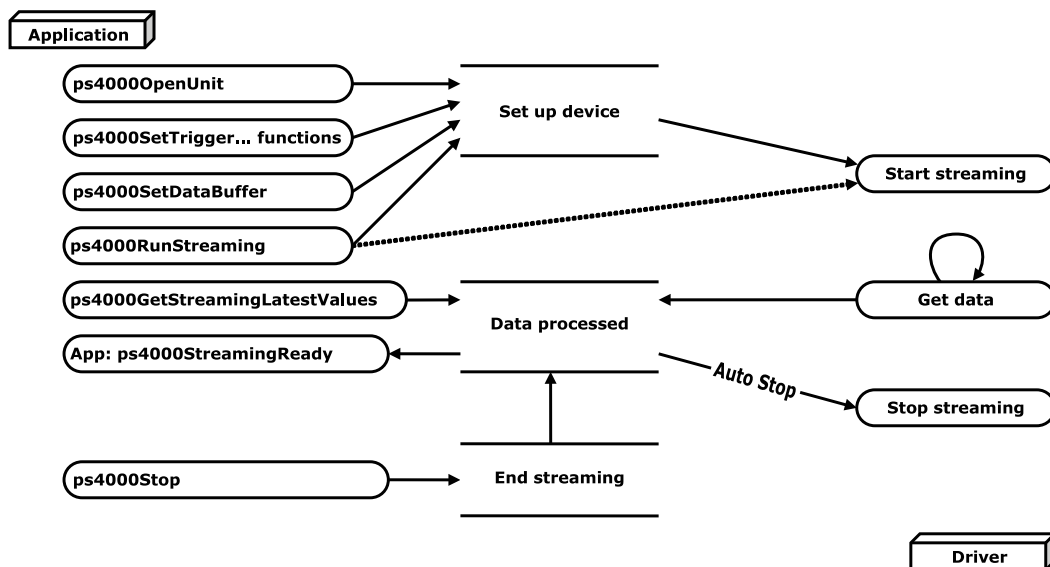 Application
ps4000OpenUnit
Set up device
ps4000SetTrigger... functions
Start streaming
ps4000SetDataBuffer
ps4000RunStreaming
ps4000GetStreamingLatestValues
Get data
Data processed
App: ps4000StreamingReady
Auto Stop
Stop streaming
ps4000Stop
End streaming
Driver